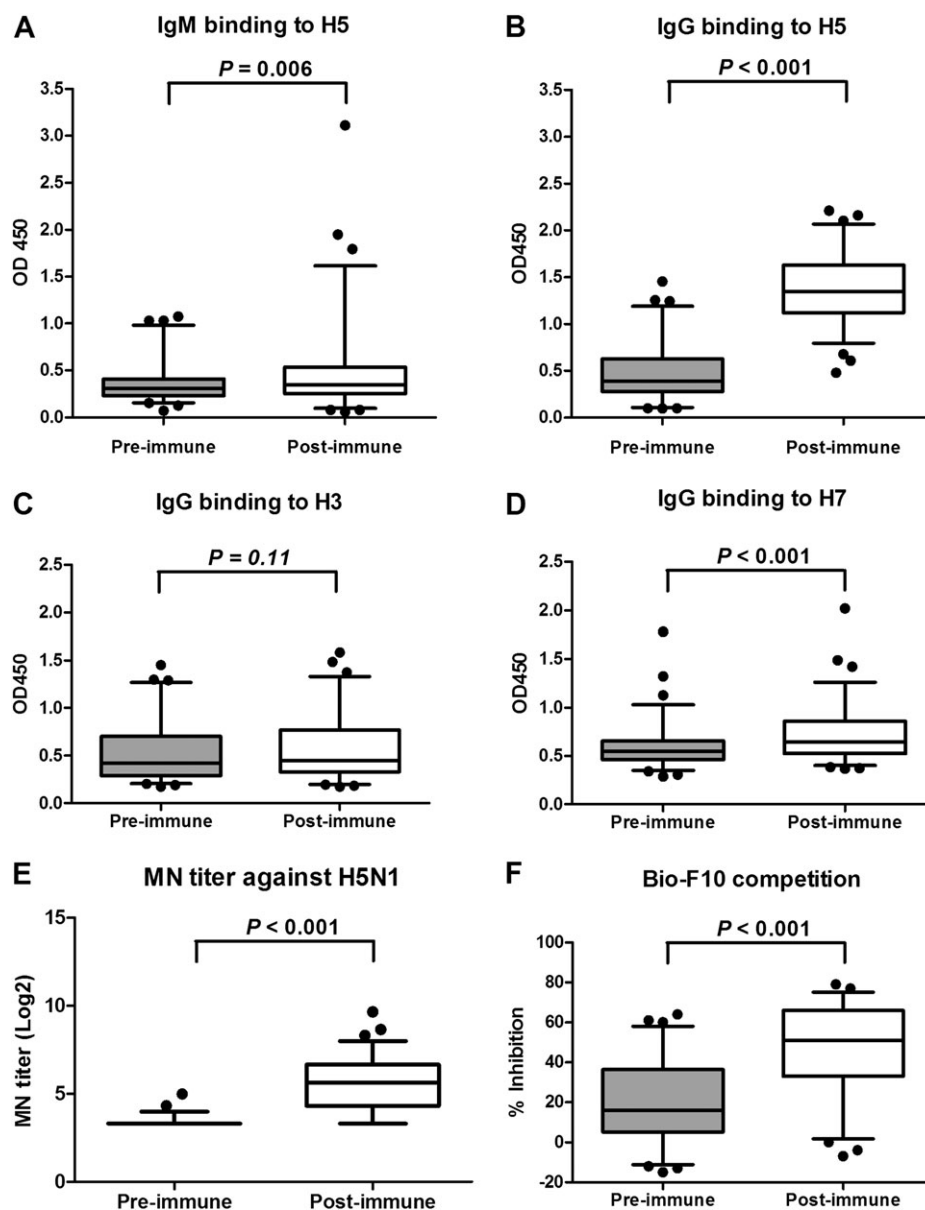 A
IgM binding to H5
P = 0.006
OD 450
3.5
3.0
2.5
2.0
1.5
1.0
0.5
0.0
Pre-immune
Post-immune
B
IgG binding to H5
P < 0.001
OD450
3.5
3.0
2.5
2.0
1.5
1.0
0.5
0.0
Pre-immune
Post-immune
C
IgG binding to H3
P = 0.11
OD450
2.5
2.0
1.5
1.0
0.5
0.0
Pre-immune
Post-immune
D
IgG binding to H7
P < 0.001
OD450
2.5
2.0
1.5
1.0
0.5
0.0
Pre-immune
Post-immune
E
MN titer against H5N1
P < 0.001
MN titer (Log2)
15
10
5
0
Pre-immune
Post-immune
F
Bio-F10 competition
P < 0.001
% Inhibition
100
80
60
40
20
0
-20
Pre-immune
Post-immune